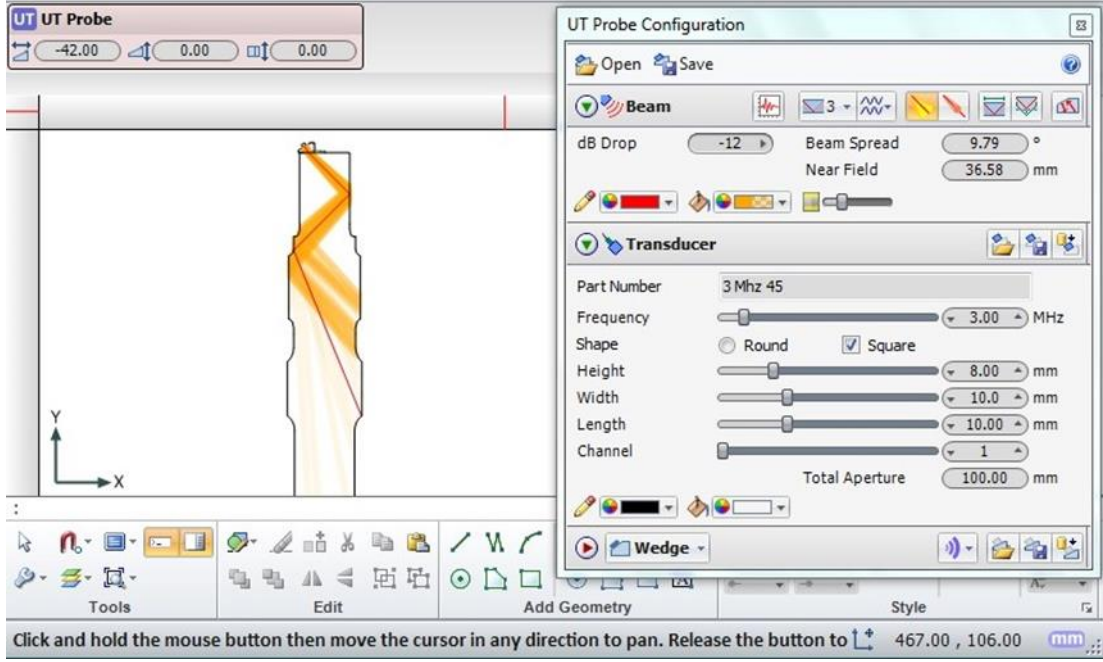 UT UT Probe
-42.00 0.00 0.00
UT Probe Configuration
Open Save
Beam 3
dB Drop -12 Beam Spread 9.79 °
Near Field 36.58 mm
Transducer
Part Number 3 Mhz 45
Frequency 3.00 MHz
Shape Round Square
Height 8.00 mm
Width 10.0 mm
Length 10.00 mm
Channel 1
Total Aperture 100.00 mm
Wedge
Y
X
:
Tools Edit Add Geometry Style
Click and hold the mouse button then move the cursor in any direction to pan. Release the button to 467.00 , 106.00 mm